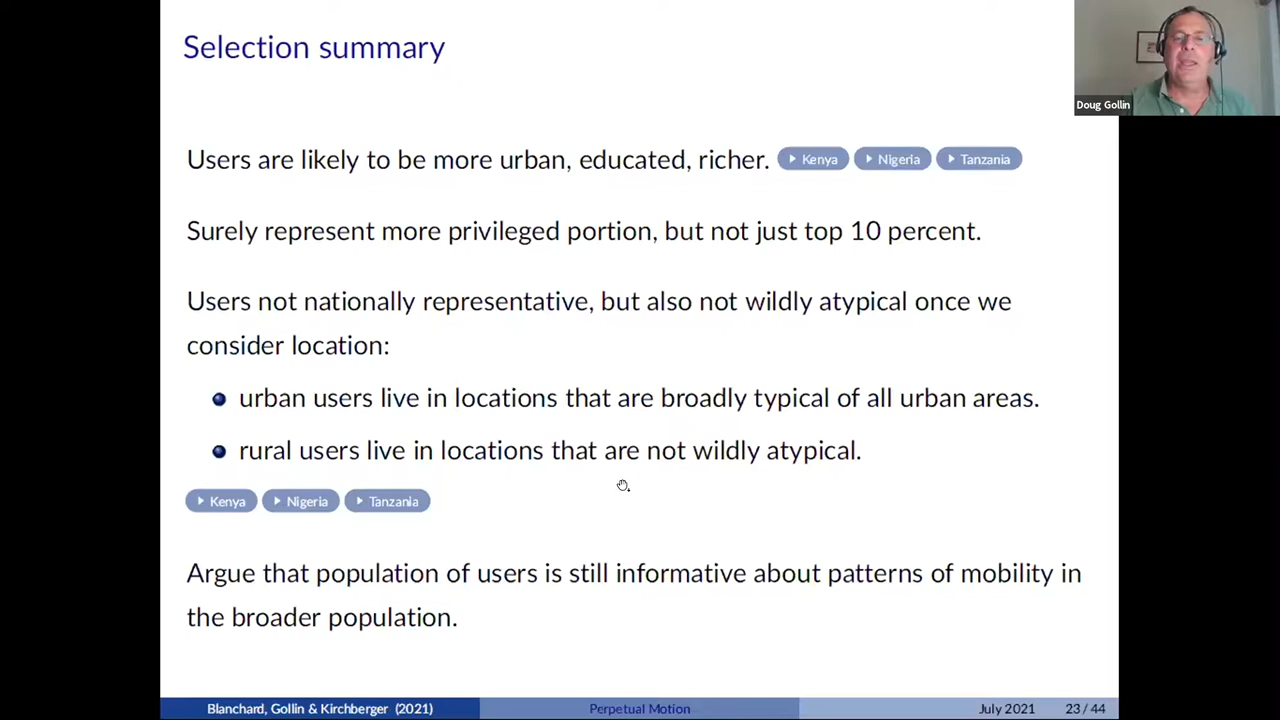 Selection summary
Doug Gollin
Users are likely to be more urban, educated, richer. Kenya Nigeria Tanzania
Surely represent more privileged portion, but not just top 10 percent.
Users not nationally representative, but also not wildly atypical once we
consider location:
urban users live in locations that are broadly typical of all urban areas.
rural users live in locations that are not wildly atypical.
Kenya Nigeria Tanzania
Argue that population of users is still informative about patterns of mobility in
the broader population.
Blanchard, Gollin & Kirchberger (2021) Perpetual Motion July 2021 23 / 44